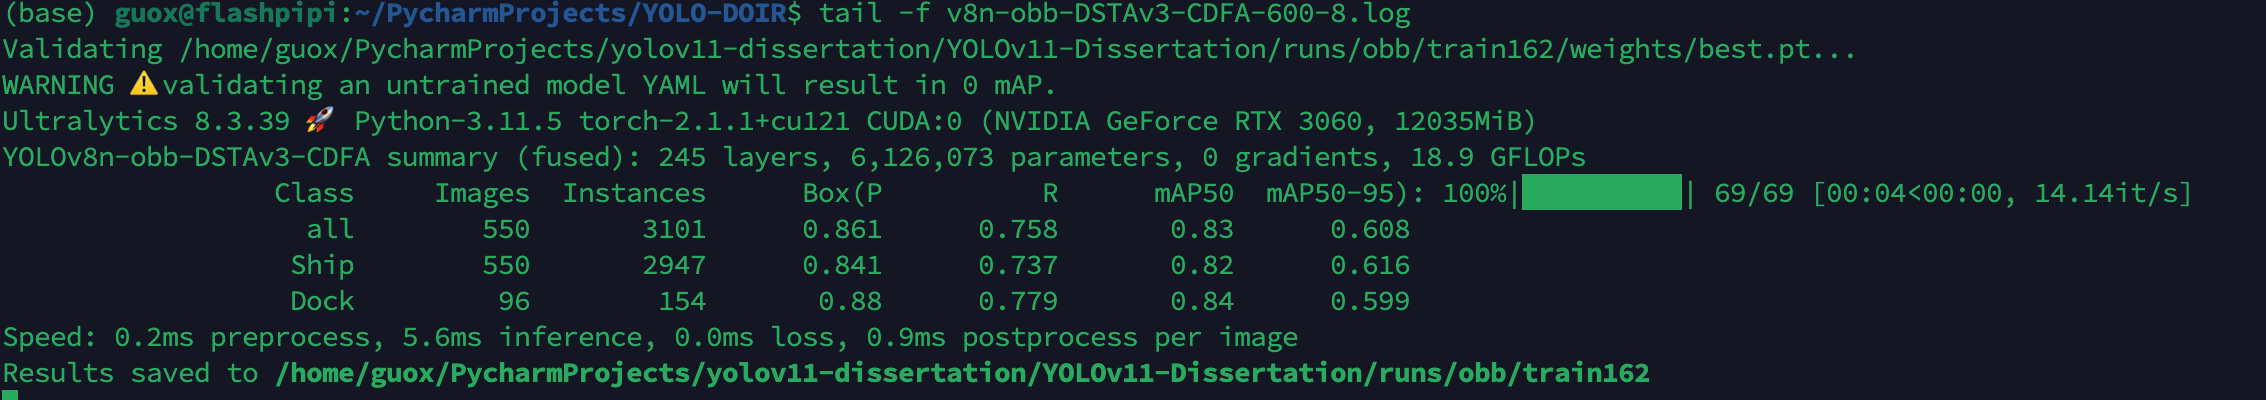 (base) guox@flashpipi:~/PycharmProjects/YOLO-DOIR$ tail -f v8n-obb-DSTAv3-CDFA-600-8.log
Validating /home/guox/PycharmProjects/yolov11-dissertation/YOLOv11-Dissertation/runs/obb/train162/weights/best.pt...
WARNING ⚠️validating an untrained model YAML will result in 0 mAP.
Ultralytics 8.3.39 🚀 Python-3.11.5 torch-2.1.1+cu121 CUDA:0 (NVIDIA GeForce RTX 3060, 12035MiB)
YOLOv8n-obb-DSTAv3-CDFA summary (fused): 245 layers, 6,126,073 parameters, 0 gradients, 18.9 GFLOPs
Class Images Instances Box(P R mAP50 mAP50-95): 100%|██████████| 69/69 [00:04<00:00, 14.14it/s]
all 550 3101 0.861 0.758 0.83 0.608
Ship 550 2947 0.841 0.737 0.82 0.616
Dock 96 154 0.88 0.779 0.84 0.599
Speed: 0.2ms preprocess, 5.6ms inference, 0.0ms loss, 0.9ms postprocess per image
Results saved to /home/guox/PycharmProjects/yolov11-dissertation/YOLOv11-Dissertation/runs/obb/train162